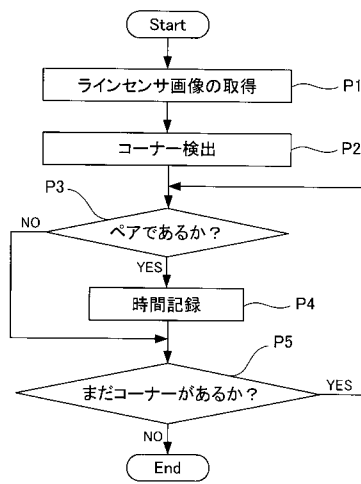 Start
ラインセンサ画像の取得
P1
コーナー検出
P2
P3
ペアであるか？
NO
YES
時間記録
P4
P5
まだコーナーがあるか？
YES
NO
End